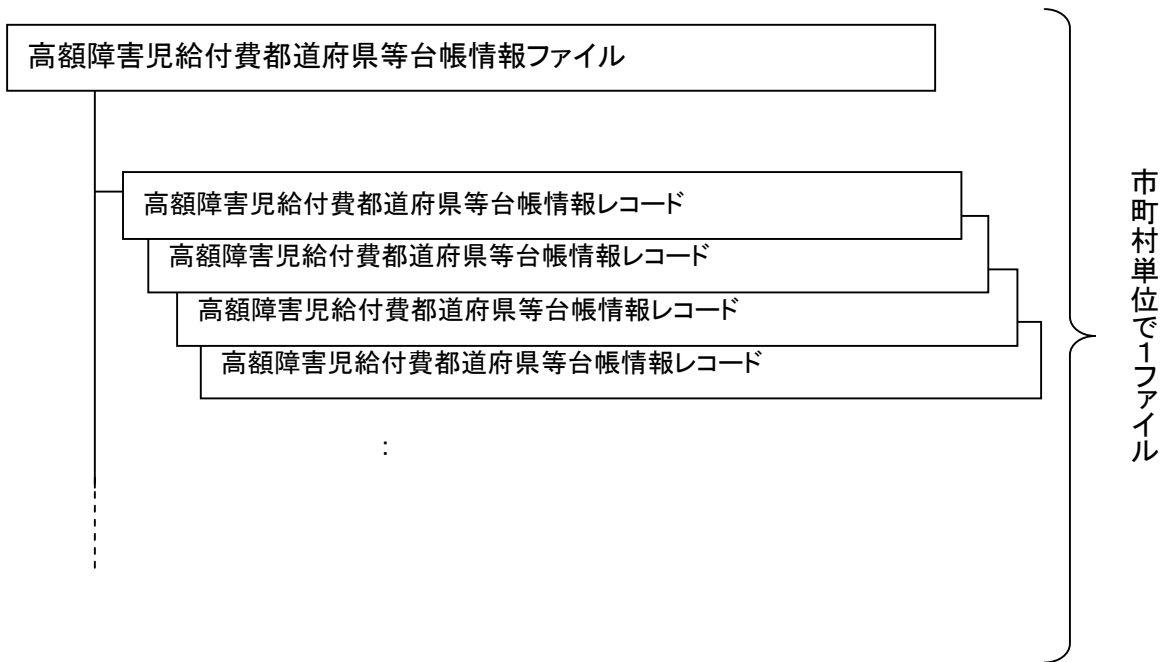 高額障害児給付費都道府県等台帳情報ファイル
高額障害児給付費都道府県等台帳情報レコード
高額障害児給付費都道府県等台帳情報レコード
高額障害児給付費都道府県等台帳情報レコード
高額障害児給付費都道府県等台帳情報レコード
:
市町村単位で1ファイル